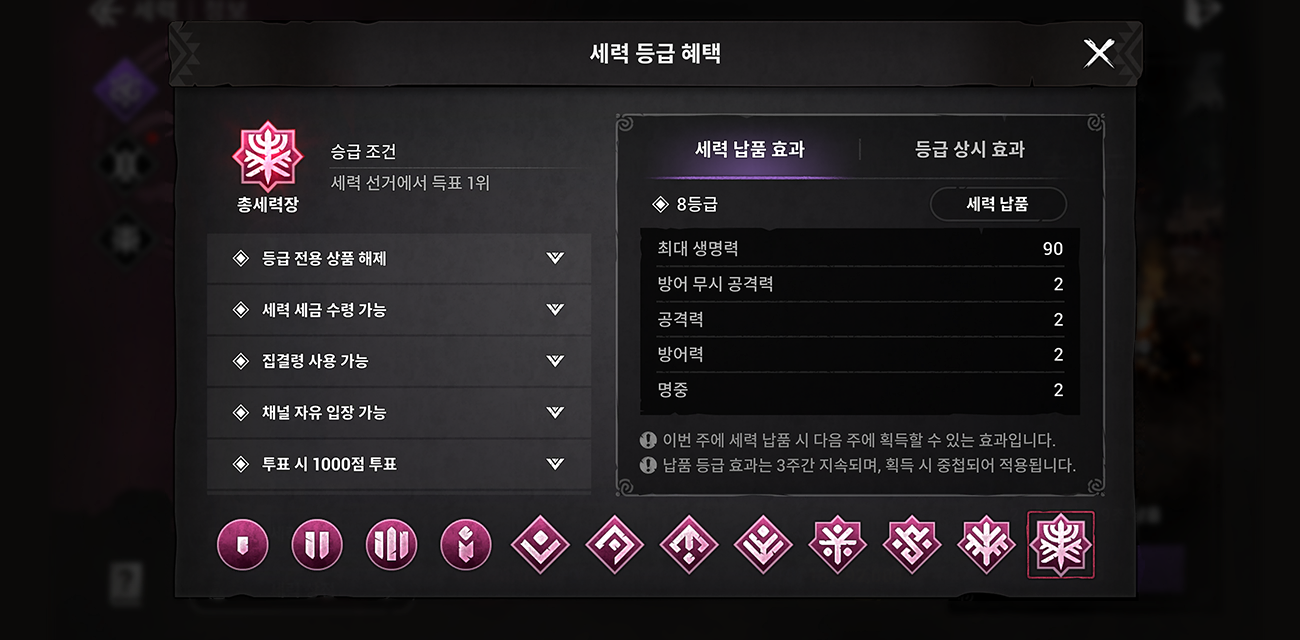 세력 등급 혜택
승급 조건
세력 선거에서 득표 1위
총세력장
등급 전용 상품 해제
세력 세금 수령 가능
집결령 사용 가능
채널 자유 입장 가능
투표 시 1000점 투표
세력 납품 효과
등급 상시 효과
8등급
세력 납품
최대 생명력 90
방어 무시 공격력 2
공격력 2
방어력 2
명중 2
이번 주에 세력 납품 시 다음 주에 획득할 수 있는 효과입니다.
납품 등급 효과는 3주간 지속되며, 획득 시 중첩되어 적용됩니다.